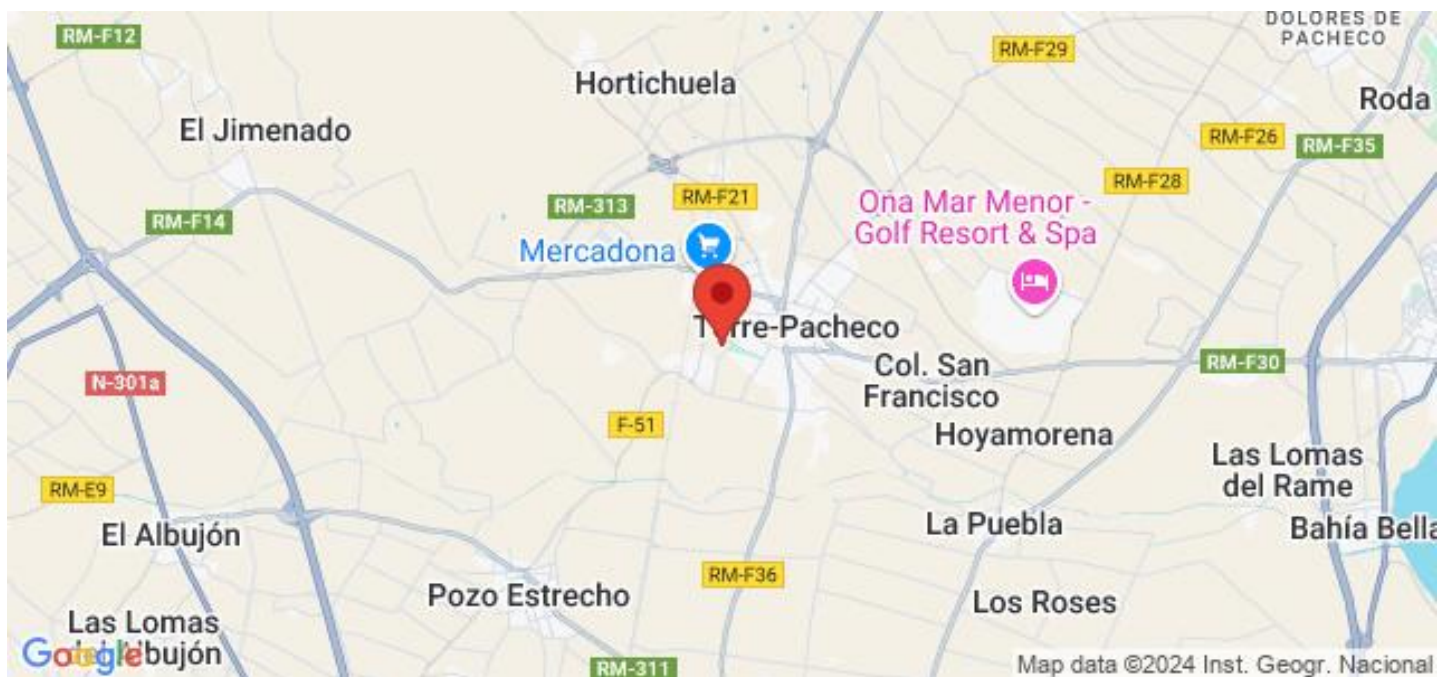 DOLORES DE
PACHECO
RM-F12
RM-F29
Hortichuela
Roda
El Jimenado
RM-F26
RM-F35
RM-F28
RM-F21
RM-313
RM-F14
Ona Mar Menor -
Golf Resort & Spa
Mercadona
Torre-Pacheco
RM-F30
Col. San
Francisco
N-301a
F-51
Hoyamorena
Las Lomas
del Rame
RM-E9
El Albujón
La Puebla
Bahía Bella
RM-F36
Pozo Estrecho
Los Roses
Las Lomas
Albujón
Google
RM-311
Map data ©2024 Inst. Geogr. Nacional